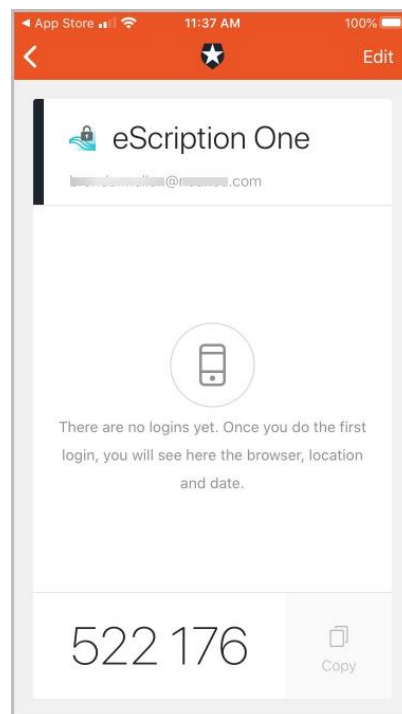 App Store 11:37 AM 100%
Edit
eScription One
.com
There are no logins yet. Once you do the first
login, you will see here the browser, location
and date.
522 176
Copy